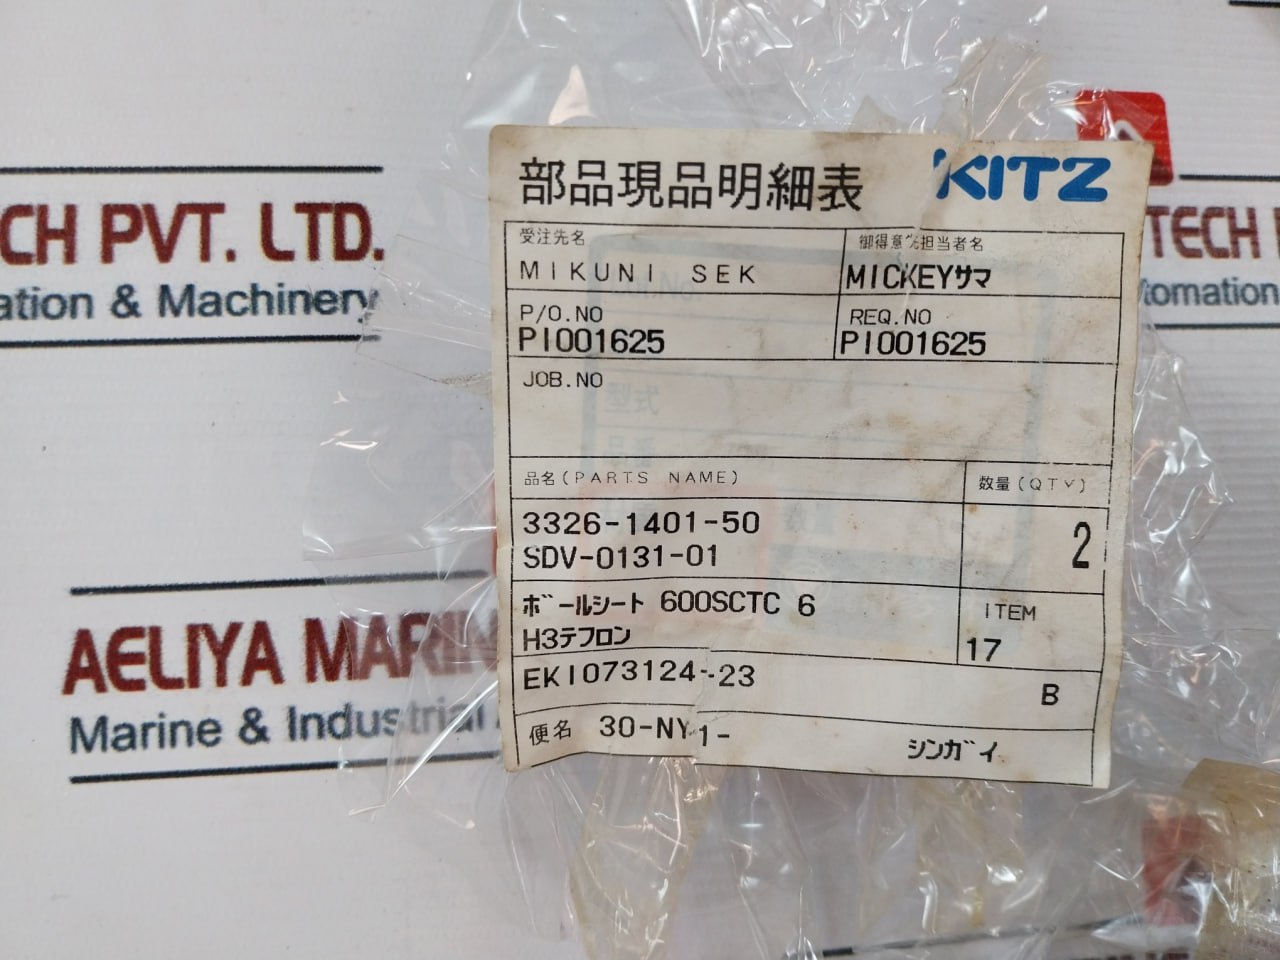 部品現品明細表 KITZ
受注先名 御得意先担当者名
MIKUNI SEK MICKEYサマ
P/O.NO REQ.NO
PI001625 PI001625
JOB.NO
品名(PARTS NAME) 数量(QTY)
3326-1401-50 2
SDV-0131-01
ボールシート 600SCTC 6 ITEM
H3テフロン 17
EKI073124--23 B
便名 30-NY-1- シンガイ
CH PVT. LTD.
ation & Machinery
TECH
tomation
AELIYA MARIN
Marine & Industrial